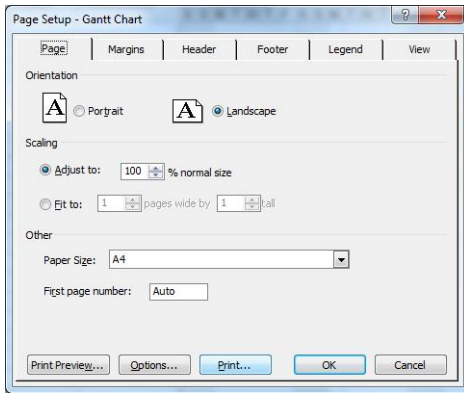 Page Setup - Gantt Chart
Page Margins Header Footer Legend View
Orientation
A Portrait A Landscape
Scaling
Adjust to: 100 % normal size
Fit to: 1 pages wide by 1 tall
Other
Paper Size: A4
First page number: Auto
Print Preview... Options... Print... OK Cancel